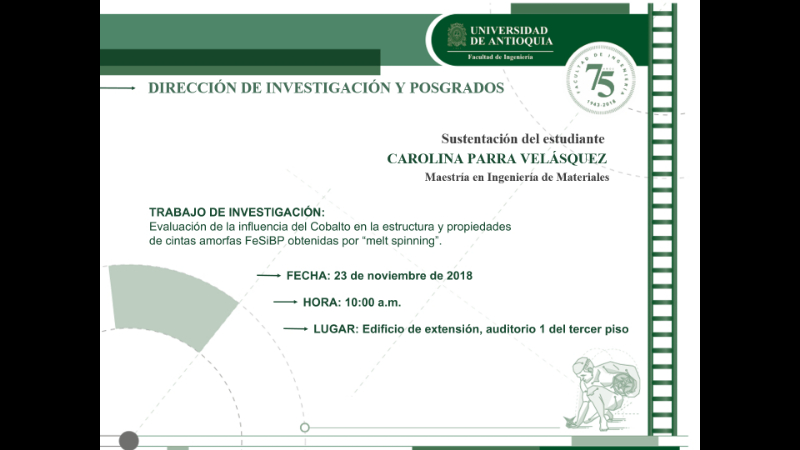 UNIVERSIDAD
DE ANTIOQUIA
Facultad de Ingeniería
FACULTAD DE INGENIERÍA
75
1943-2018
DIRECCIÓN DE INVESTIGACIÓN Y POSGRADOS
Sustentación del estudiante
CAROLINA PARRA VELÁSQUEZ
Maestría en Ingeniería de Materiales
TRABAJO DE INVESTIGACIÓN:
Evaluación de la influencia del Cobalto en la estructura y propiedades
de cintas amorfas FeSiBP obtenidas por “melt spinning”.
FECHA: 23 de noviembre de 2018
HORA: 10:00 a.m.
LUGAR: Edificio de extensión, auditorio 1 del tercer piso